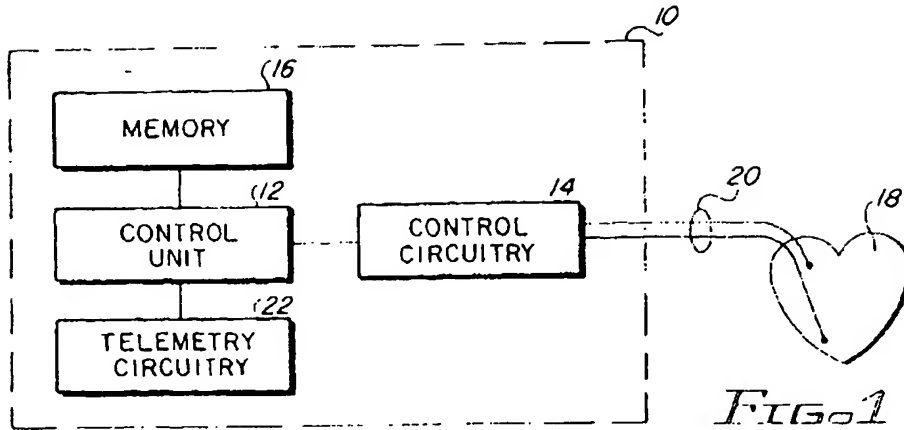 10
16
MEMORY
12
CONTROL
UNIT
14
CONTROL
CIRCUITRY
20
18
22
TELEMETRY
CIRCUITRY
FIG.1